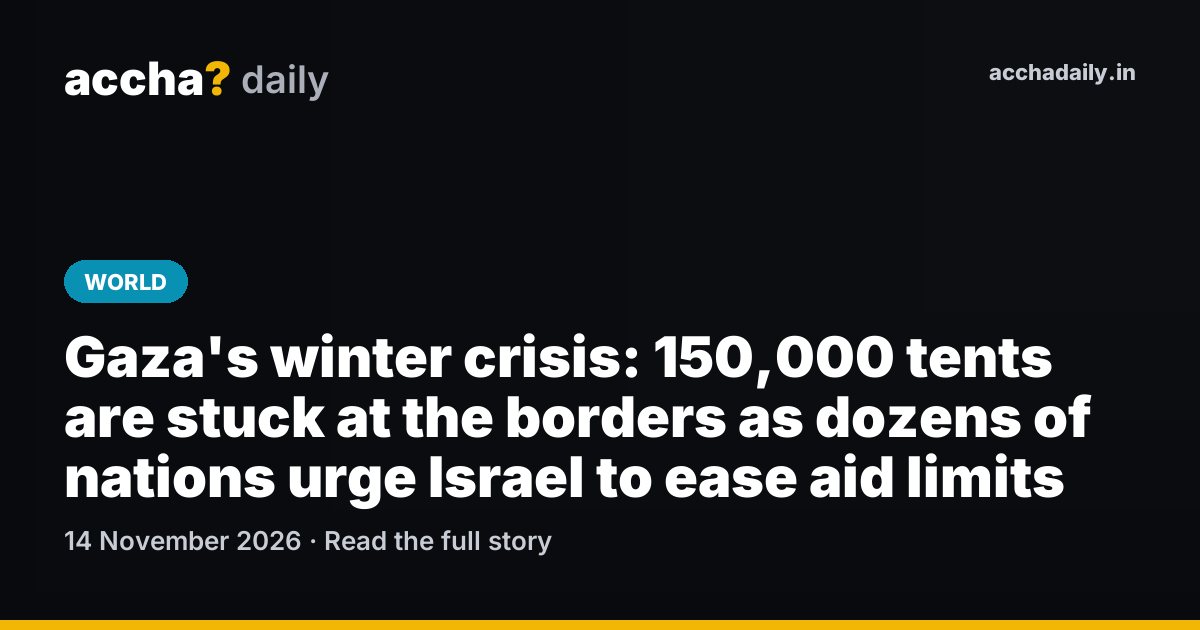 accha? daily
acchadaily.in
WORLD
Gaza's winter crisis: 150,000 tents
are stuck at the borders as dozens of
nations urge Israel to ease aid limits
14 November 2026 · Read the full story